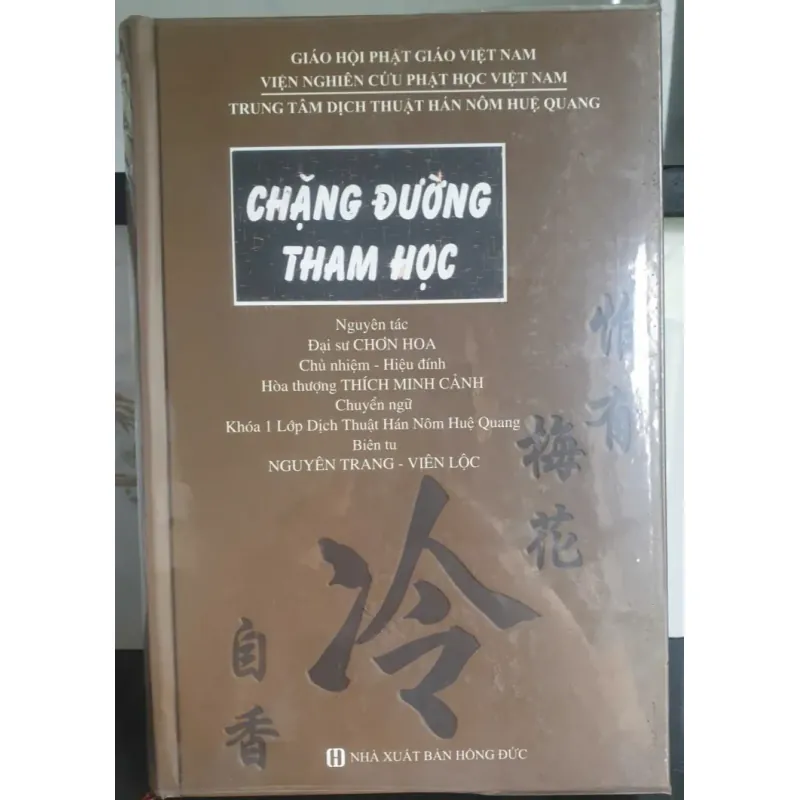 GIÁO HỘI PHẬT GIÁO VIỆT NAM
VIỆN NGHIÊN CỨU PHẬT HỌC VIỆT NAM
TRUNG TÂM DỊCH THUẬT HÁN NÔM HUỆ QUANG
CHẶNG ĐƯỜNG
THAM HỌC
Nguyên tác
Đại sư CHƠN HOA
Chủ nhiệm - Hiệu đính
Hòa thượng THÍCH MINH CẢNH
Chuyển ngữ
Khóa 1 Lớp Dịch Thuật Hán Nôm Huệ Quang
Biên tu
NGUYÊN TRANG - VIÊN LỘC
惟有
梅花
冷
自香
NHÀ XUẤT BẢN HỒNG ĐỨC